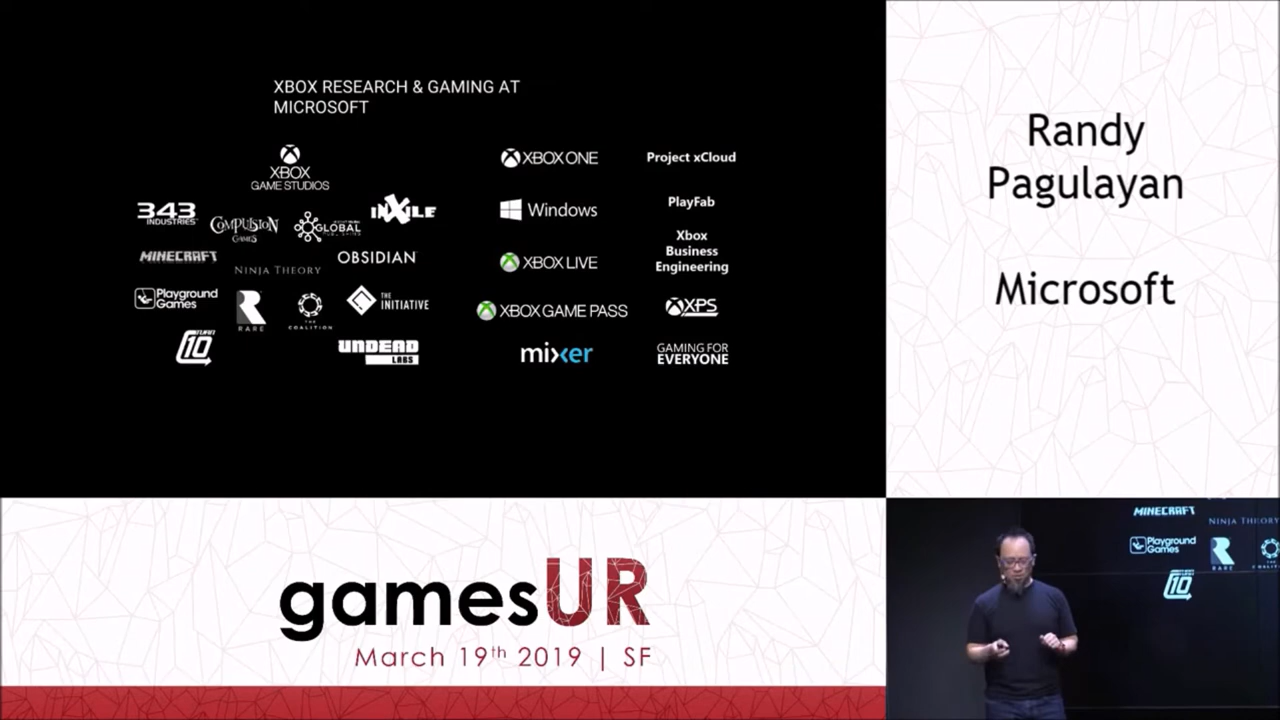 XBOX RESEARCH & GAMING AT
MICROSOFT
XBOX
GAME STUDIOS
343
INDUSTRIES
COMPULSION
GAMES
GLOBAL
INXILE
MINECRAFT
NINJA THEORY
OBSIDIAN
Playground
Games
RARE
THE
COALITION
THE
INITIATIVE
TURN
10
UNDEAD
LABS
XBOX ONE
Windows
XBOX LIVE
XBOX GAME PASS
mixer
Project xCloud
PlayFab
Xbox
Business
Engineering
XPS
GAMING FOR
EVERYONE
Randy
Pagulayan
Microsoft
gamesUR
March 19th 2019 | SF
MINECRAFT
NINJA THEORY
Playground
Games
RARE
10